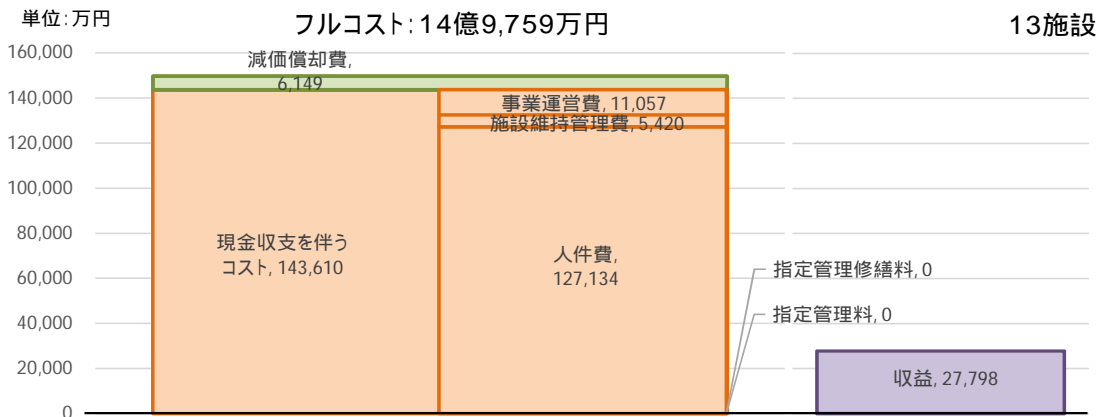 単位:万円
フルコスト:14億9,759万円
13施設
160,000
140,000
120,000
100,000
80,000
60,000
40,000
20,000
0
減価償却費,
6,149
事業運営費, 11,057
施設維持管理費, 5,420
現金収支を伴う
コスト, 143,610
人件費,
127,134
指定管理修繕料, 0
指定管理料, 0
収益, 27,798